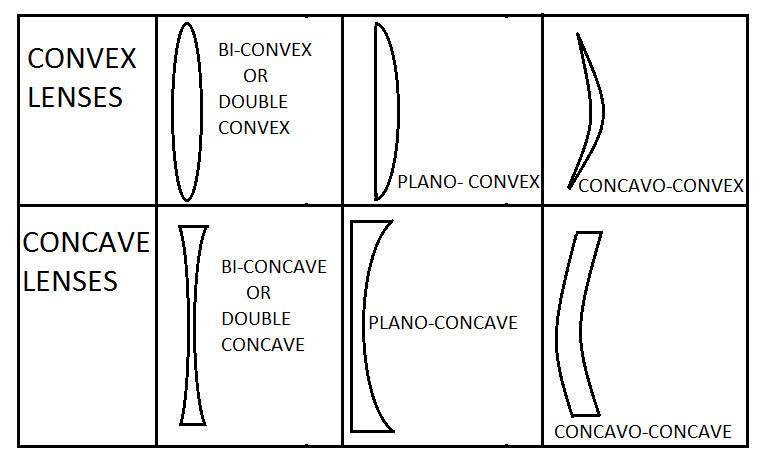 CONVEX
LENSES
BI-CONVEX
OR
DOUBLE
CONVEX
PLANO- CONVEX
CONCAVO-CONVEX
CONCAVE
LENSES
BI-CONCAVE
OR
DOUBLE
CONCAVE
PLANO-CONCAVE
CONCAVO-CONCAVE